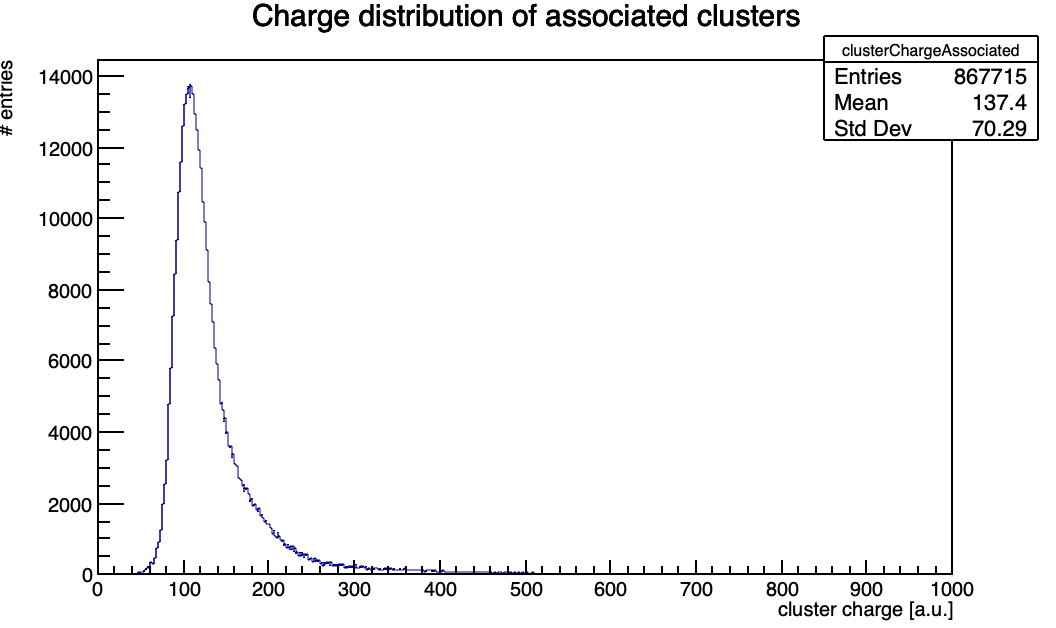 Charge distribution of associated clusters
clusterChargeAssociated
Entries 867715
Mean 137.4
Std Dev 70.29
# entries
14000
12000
10000
8000
6000
4000
2000
0
0 100 200 300 400 500 600 700 800 900 1000
cluster charge [a.u.]